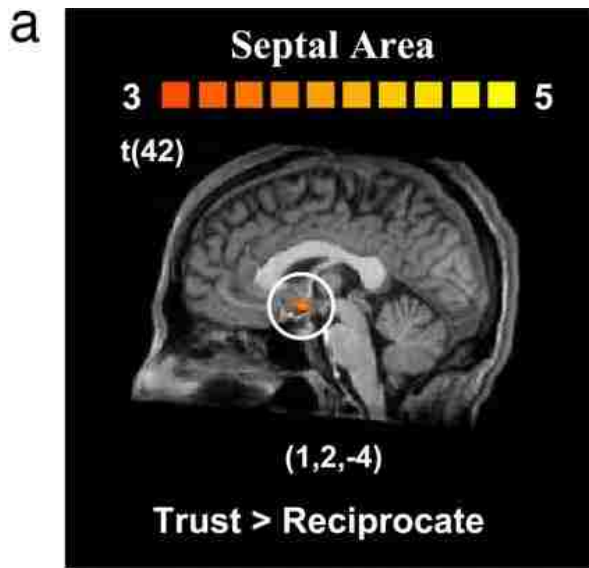 a
Septal Area
3 5
t(42)
(1,2,-4)
Trust > Reciprocate